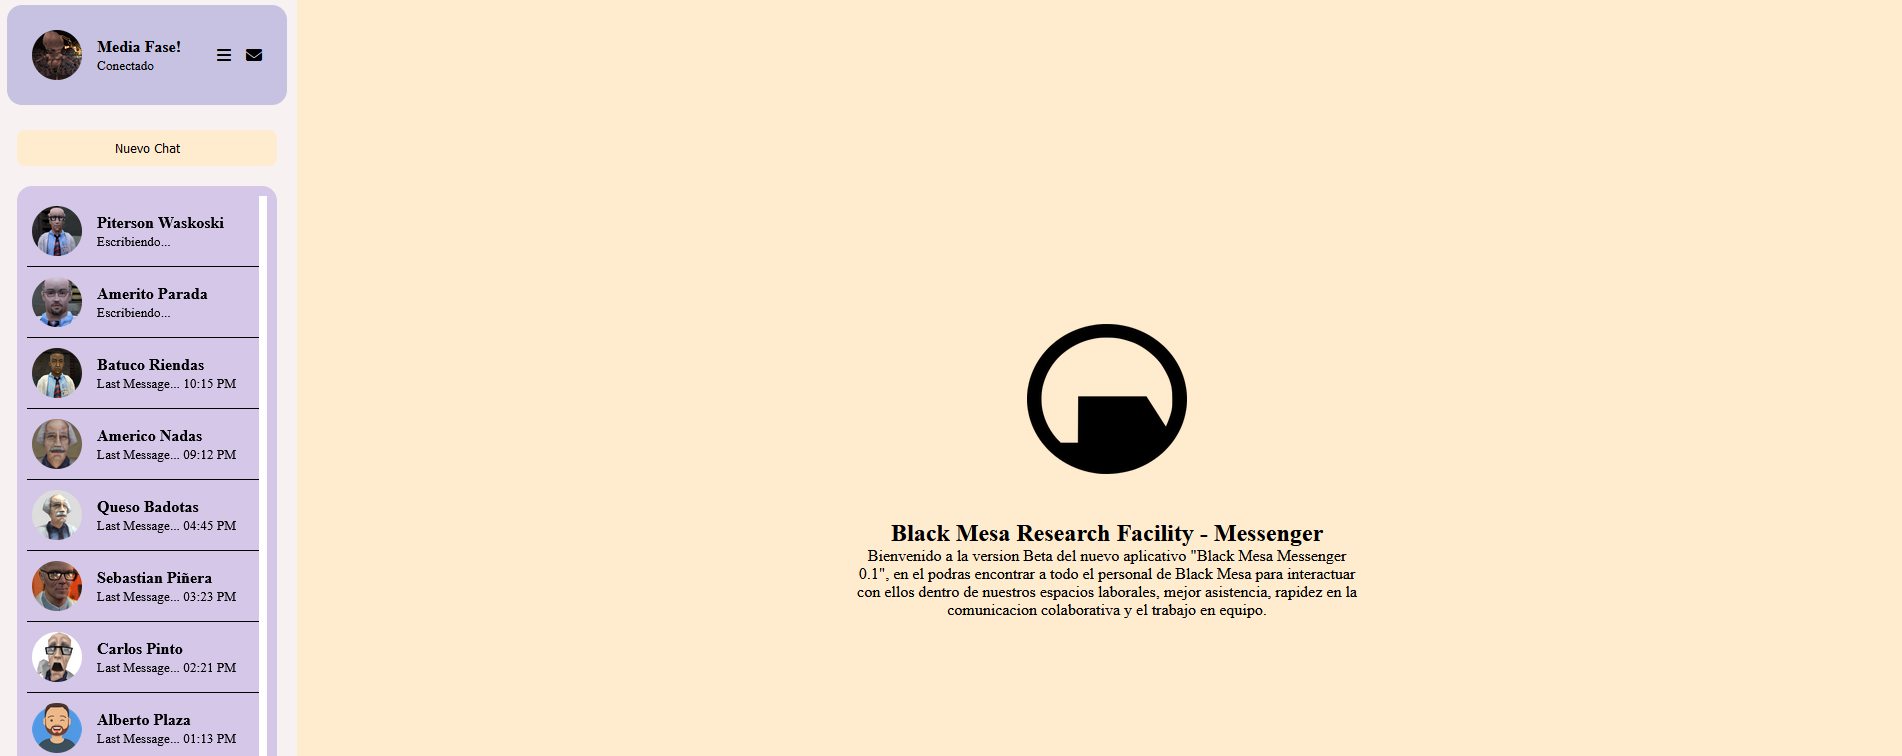 Media Fase!
Conectado
Nuevo Chat
Piterson Waskoski
Escribiendo...
Amerito Parada
Escribiendo...
Batuco Riendas
Last Message... 10:15 PM
Americo Nadas
Last Message... 09:12 PM
Queso Badotas
Last Message... 04:45 PM
Sebastian Piñera
Last Message... 03:23 PM
Carlos Pinto
Last Message... 02:21 PM
Alberto Plaza
Last Message... 01:13 PM
Black Mesa Research Facility - Messenger
Bienvenido a la version Beta del nuevo aplicativo "Black Mesa Messenger
0.1", en el podras encontrar a todo el personal de Black Mesa para interactuar
con ellos dentro de nuestros espacios laborales, mejor asistencia, rapidez en la
comunicacion colaborativa y el trabajo en equipo.